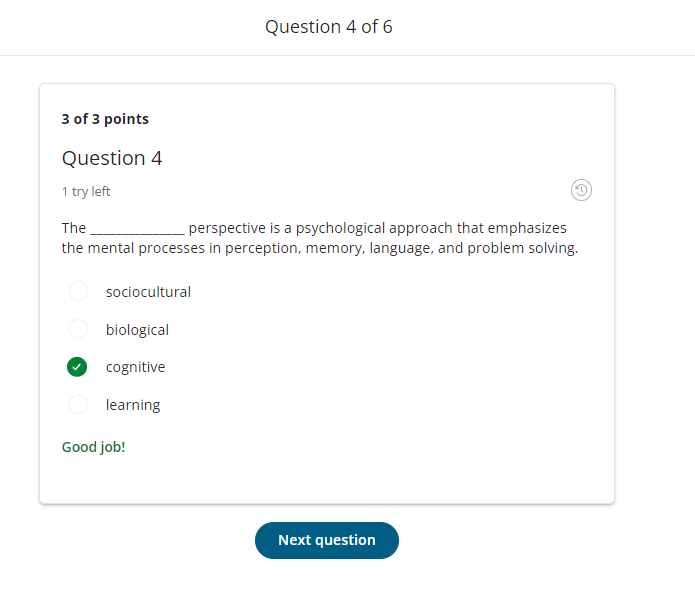 Question 4 of 6
3 of 3 points
Question 4
1 try left
The ______________ perspective is a psychological approach that emphasizes
the mental processes in perception, memory, language, and problem solving.
sociocultural
biological
cognitive
learning
Good job!
Next question